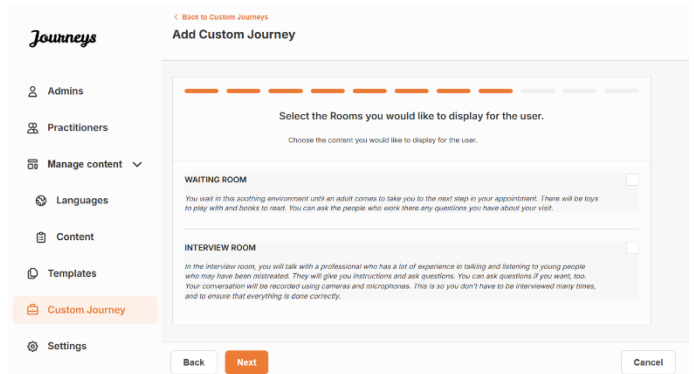 < Back to Custom Journeys
Journeys
Add Custom Journey
Admins
Practitioners
Manage content
Languages
Content
Templates
Custom Journey
Settings
Select the Rooms you would like to display for the user.
Choose the content you would like to display for the user.
WAITING ROOM
You wait in this soothing environment until an adult comes to take you to the next step in your appointment. There will be toys
to play with and books to read. You can ask the people who work there any questions you have about your visit.
INTERVIEW ROOM
In the interview room, you will talk with a professional who has a lot of experience in talking and listening to young people
who may have been mistreated. They will give you instructions and ask questions. You can ask questions if you want, too.
Your conversation will be recorded using cameras and microphones. This is so you don't have to be interviewed many times,
and to ensure that everything is done correctly.
Back
Next
Cancel